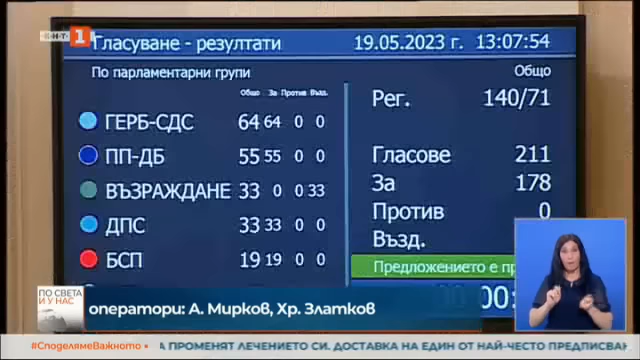 БНТ 1
Гласуване - резултати 19.05.2023 г. 13:07:54
По парламентарни групи Общо
Общо За Против Възд.
ГЕРБ-СДС 64 64 0 0
ПП-ДБ 55 55 0 0
ВЪЗРАЖДАНЕ 33 0 0 33
ДПС 33 33 0 0
БСП 19 19 0 0
Рег. 140/71
Гласове 211
За 178
Против 0
Възд.
Предложението е
ПО СВЕТА
И У НАС
оператори: А. Мирков, Хр. Златков
#СподелямеВажното
А ПРОМЕНЯТ ЛЕЧЕНИЕТО СИ. ДОСТАВКА НА ЕДИН ОТ НАЙ-ЧЕСТО ПРЕДПИСВАН